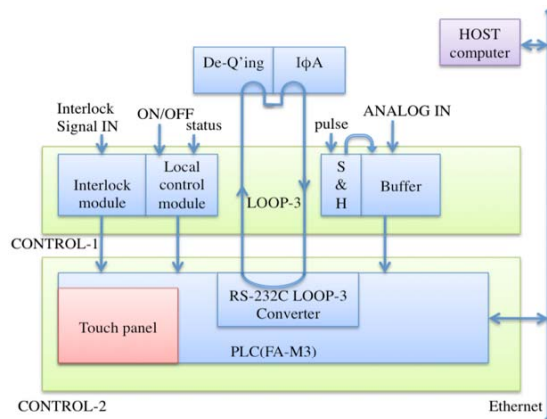 HOST
computer
De-Q'ing
IφA
Interlock
Signal IN
ON/OFF
status
pulse
ANALOG IN
Interlock
module
Local
control
module
LOOP-3
S
&
H
Buffer
CONTROL-1
RS-232C LOOP-3
Converter
Touch panel
PLC(FA-M3)
CONTROL-2
Ethernet